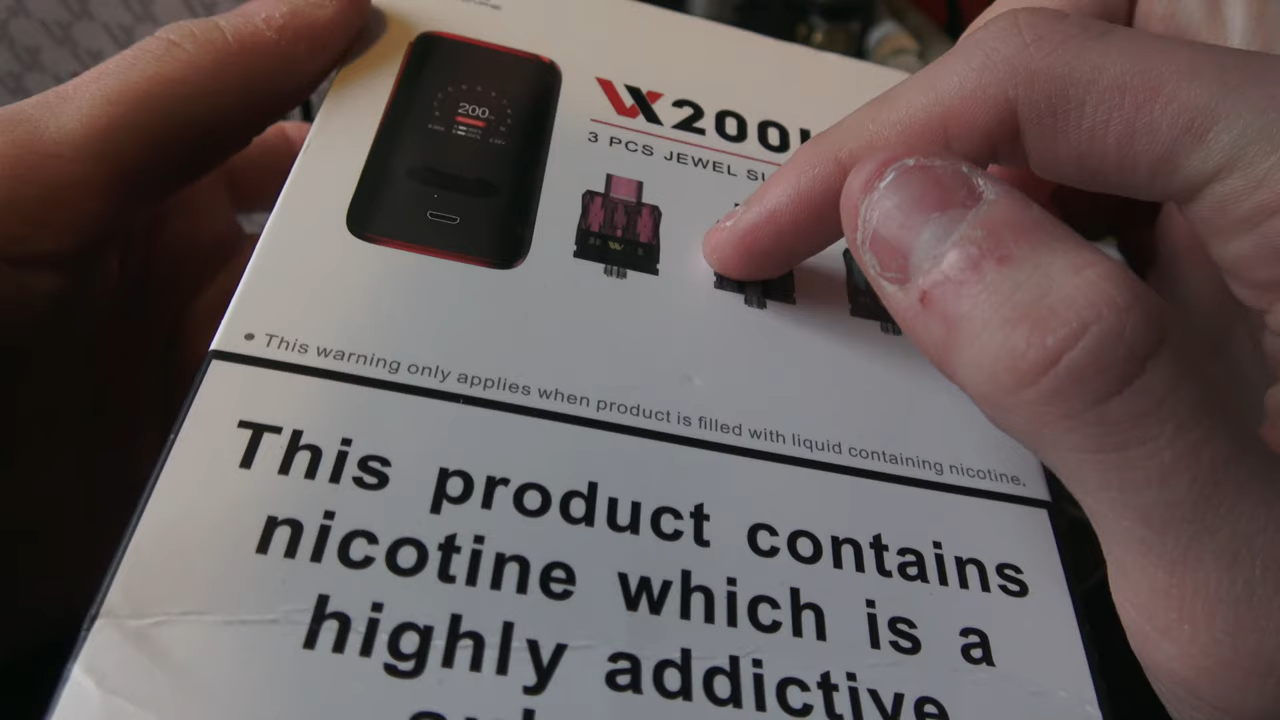 200
VX200
3 PCS JEWEL
• This warning only applies when product is filled with liquid containing nicotine.
This product contains
nicotine which is a
highly addictive